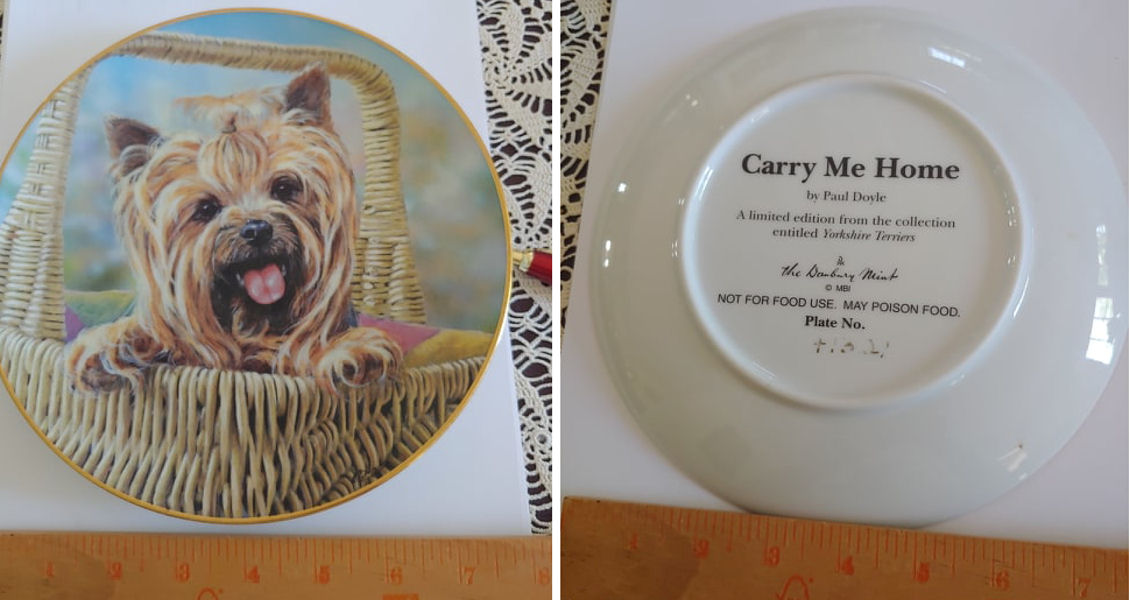 1 2 3 4 5 6 7 8
Carry Me Home
by Paul Doyle
A limited edition from the collection
entitled Yorkshire Terriers
The Danbury Mint
© MBI
NOT FOR FOOD USE. MAY POISON FOOD.
Plate No.
1 2 3 4 5 6 7